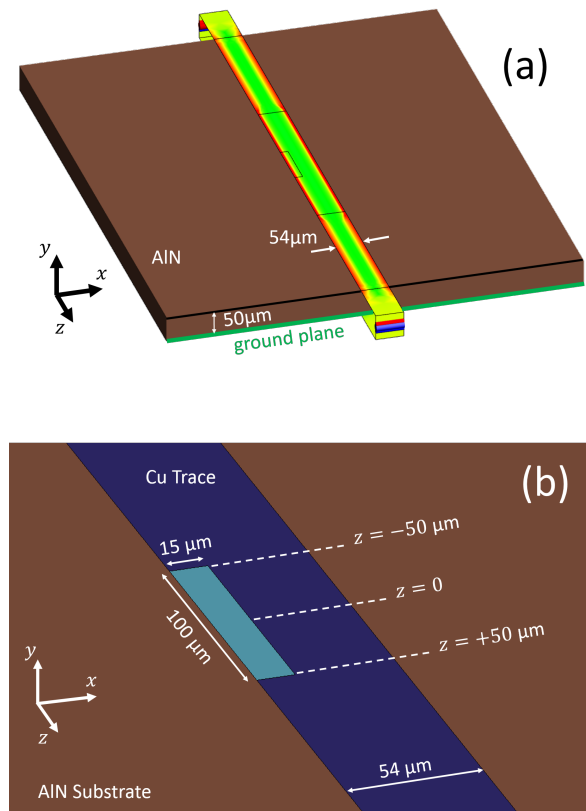 (a)
54μm
AlN
y
x
z
50μm
ground plane
(b)
Cu Trace
z = −50 μm
15 μm
z = 0
100 μm
z = +50 μm
y
x
z
54 μm
AlN Substrate